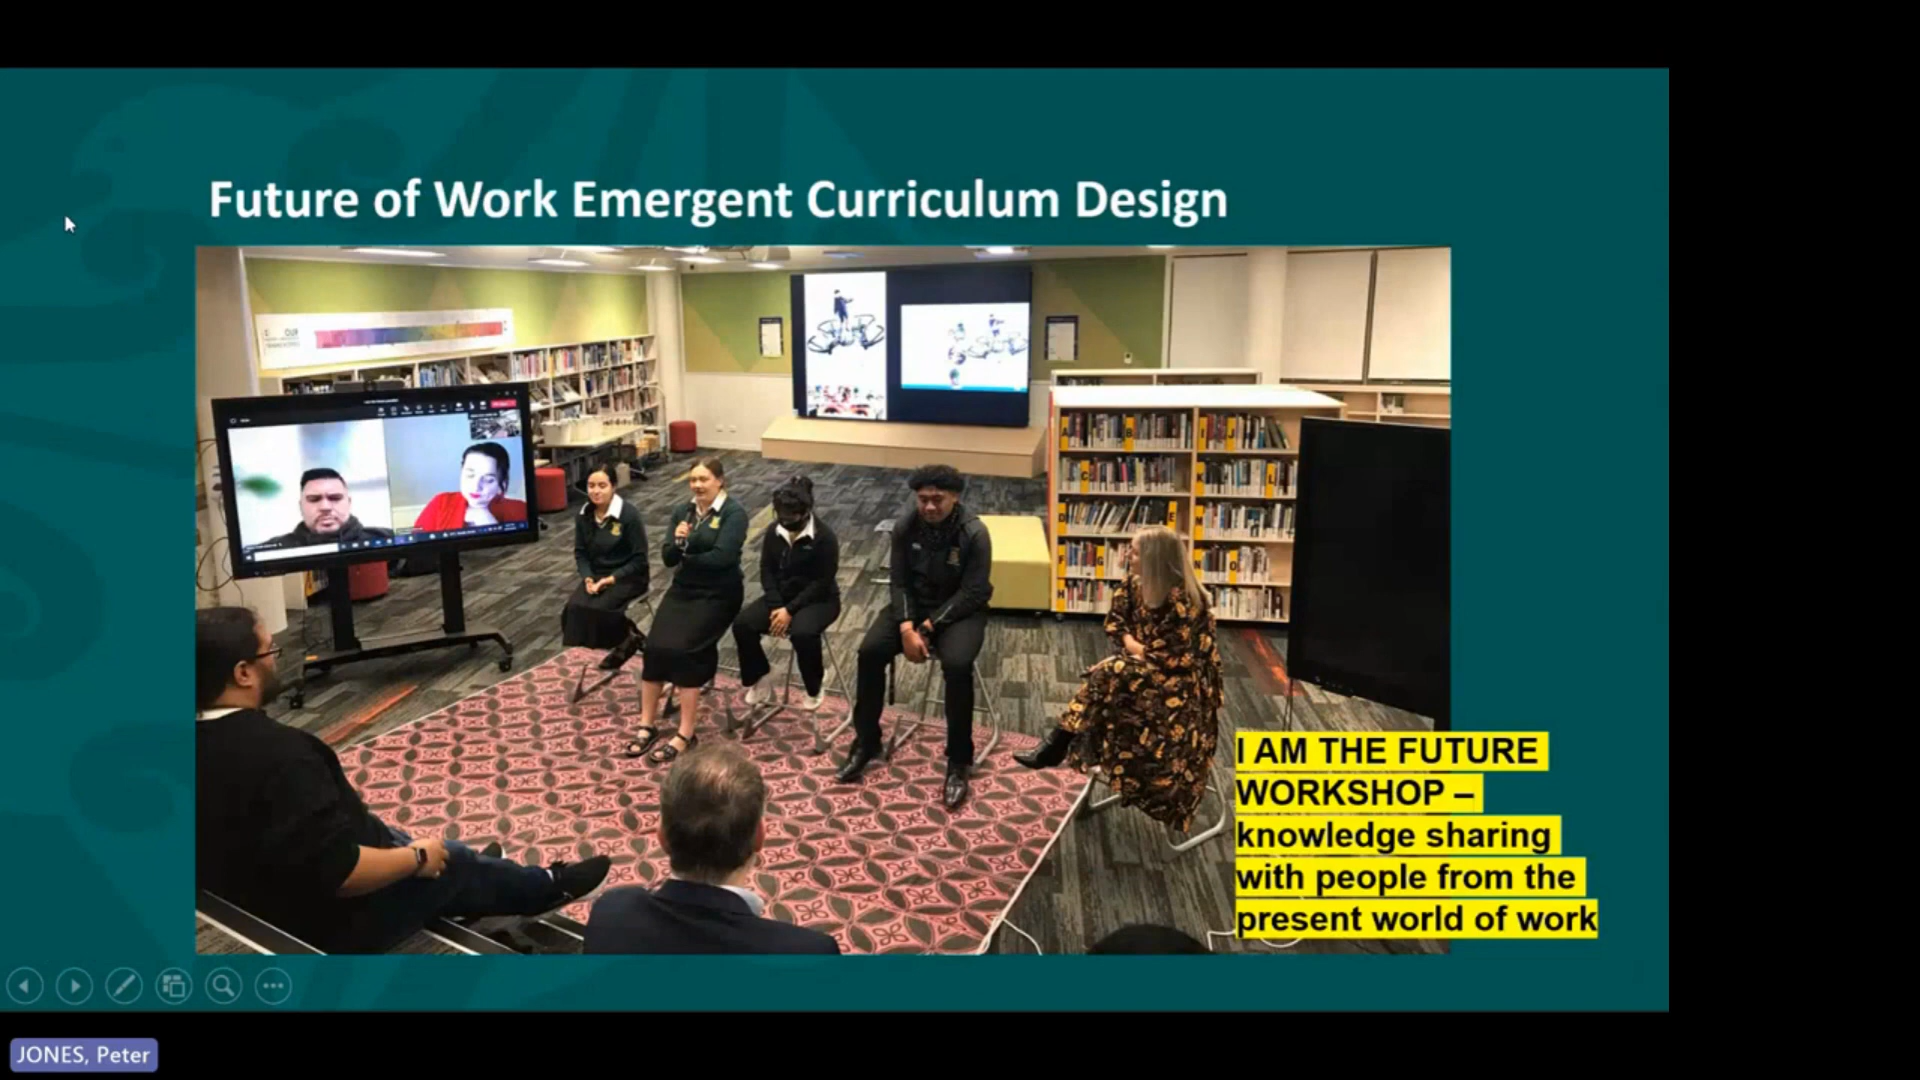 Future of Work Emergent Curriculum Design
OUR
I AM THE FUTURE
WORKSHOP –
knowledge sharing
with people from the
present world of work
A
B
I
J
C
K
L
D
E
M
F
G
N
O
H
JONES, Peter